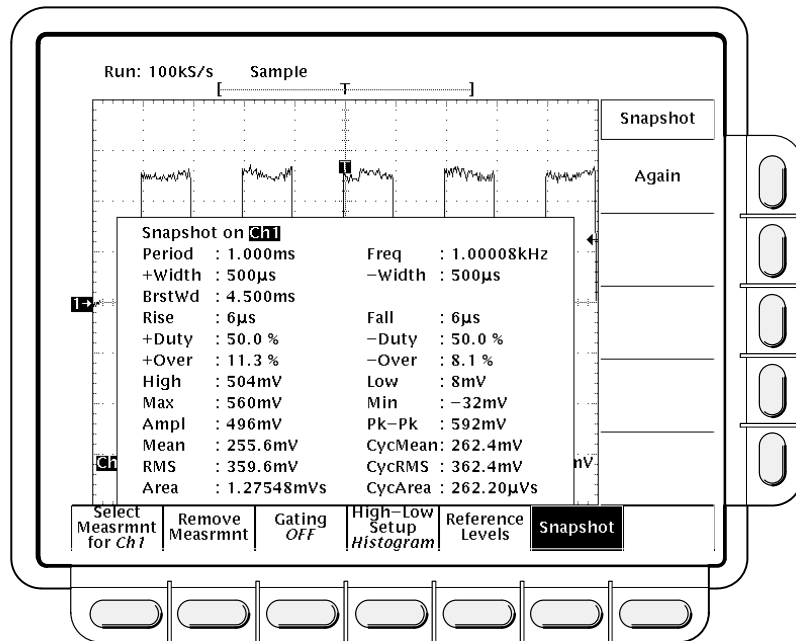 Run: 100kS/s Sample
[ T ]
Snapshot
T
Again
Snapshot on Ch1
Period : 1.000ms Freq : 1.00008kHz
+Width : 500µs −Width : 500µs
BrstWd : 4.500ms
1
Rise : 6µs Fall : 6µs
+Duty : 50.0 % −Duty : 50.0 %
+Over : 11.3 % −Over : 8.1 %
High : 504mV Low : 8mV
Max : 560mV Min : −32mV
Ampl : 496mV Pk−Pk : 592mV
Mean : 255.6mV CycMean: 262.4mV
Ch
RMS : 359.6mV CycRMS : 362.4mV
mV
Area : 1.27548mVs CycArea : 262.20µVs
Select
Measrmnt
for Ch1
Remove
Measrmnt
Gating
OFF
High−Low
Setup
Histogram
Reference
Levels
Snapshot